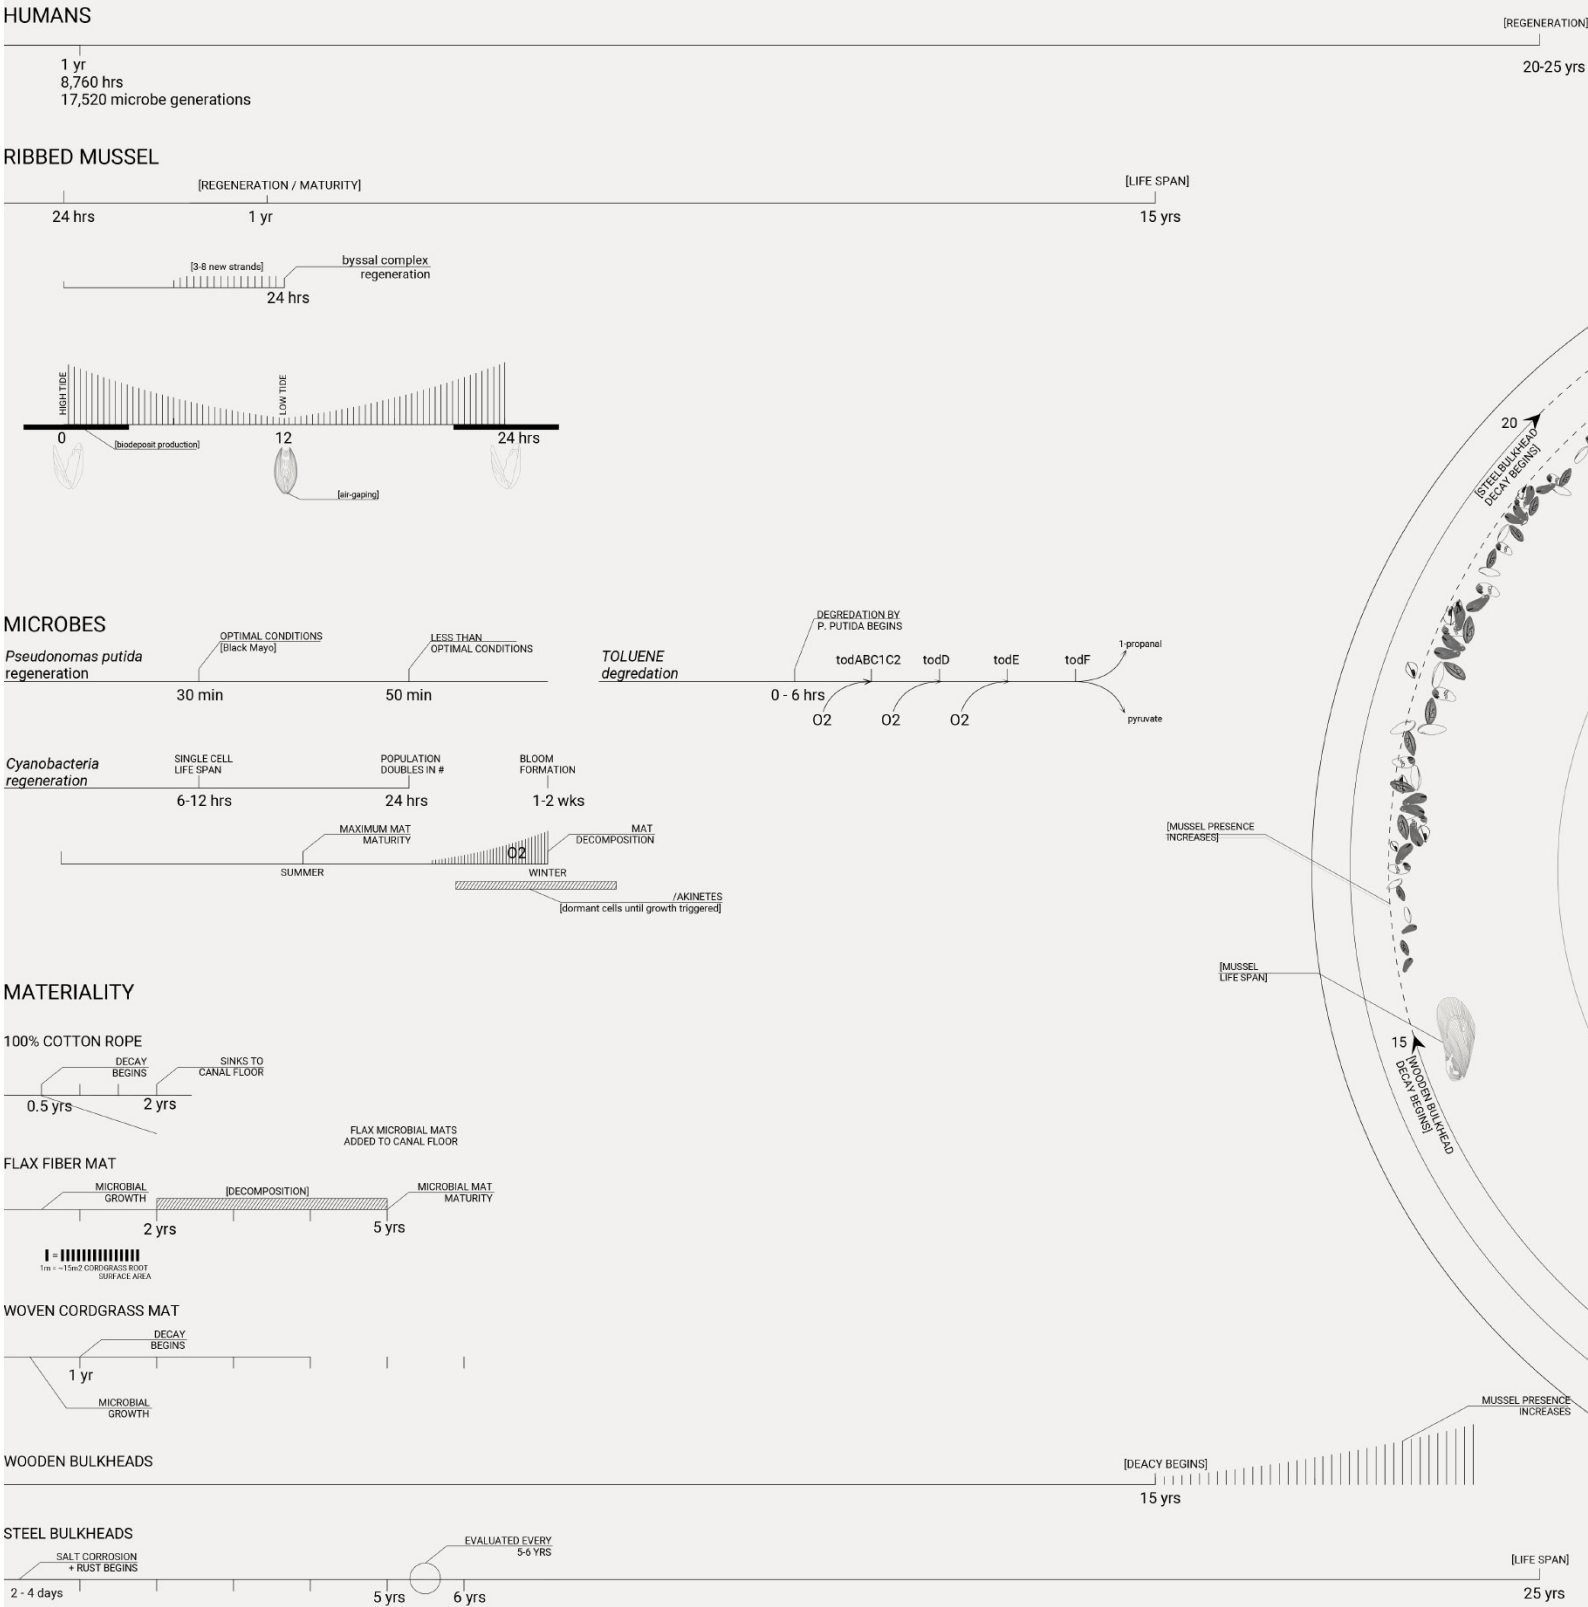 HUMANS
[REGENERATION]
1 yr
8,760 hrs
17,520 microbe generations
20-25 yrs
RIBBED MUSSEL
[REGENERATION / MATURITY]
[LIFE SPAN]
24 hrs
1 yr
15 yrs
[3-8 new strands]
byssal complex
regeneration
24 hrs
HIGH TIDE
LOW TIDE
0
[biodeposit production]
12
24 hrs
[air-gaping]
20
[STEELBULKHEAD
DECAY BEGINS]
MICROBES
Pseudonomas putida
regeneration
OPTIMAL CONDITIONS
[Black Mayo]
LESS THAN
OPTIMAL CONDITIONS
30 min
50 min
TOLUENE
degredation
DEGREDATION BY
P. PUTIDA BEGINS
todABC1C2
todD
todE
todF
1-propanal
0 - 6 hrs
O2
O2
O2
pyruvate
Cyanobacteria
regeneration
SINGLE CELL
LIFE SPAN
POPULATION
DOUBLES IN #
BLOOM
FORMATION
6-12 hrs
24 hrs
1-2 wks
MAXIMUM MAT
MATURITY
O2
MAT
DECOMPOSITION
SUMMER
WINTER
/AKINETES
[dormant cells until growth triggered]
[MUSSEL PRESENCE
INCREASES]
[MUSSEL
LIFE SPAN]
15
[WOODEN BULKHEAD
DECAY BEGINS]
MATERIALITY
100% COTTON ROPE
DECAY
BEGINS
SINKS TO
CANAL FLOOR
0.5 yrs
2 yrs
FLAX MICROBIAL MATS
ADDED TO CANAL FLOOR
FLAX FIBER MAT
MICROBIAL
GROWTH
[DECOMPOSITION]
MICROBIAL MAT
MATURITY
2 yrs
5 yrs
=
1m = ~15m2 CORDGRASS ROOT
SURFACE AREA
WOVEN CORDGRASS MAT
DECAY
BEGINS
1 yr
MICROBIAL
GROWTH
MUSSEL PRESENCE
INCREASES
WOODEN BULKHEADS
[DEACY BEGINS]
15 yrs
STEEL BULKHEADS
SALT CORROSION
+ RUST BEGINS
EVALUATED EVERY
5-6 YRS
[LIFE SPAN]
2 - 4 days
5 yrs
6 yrs
25 yrs